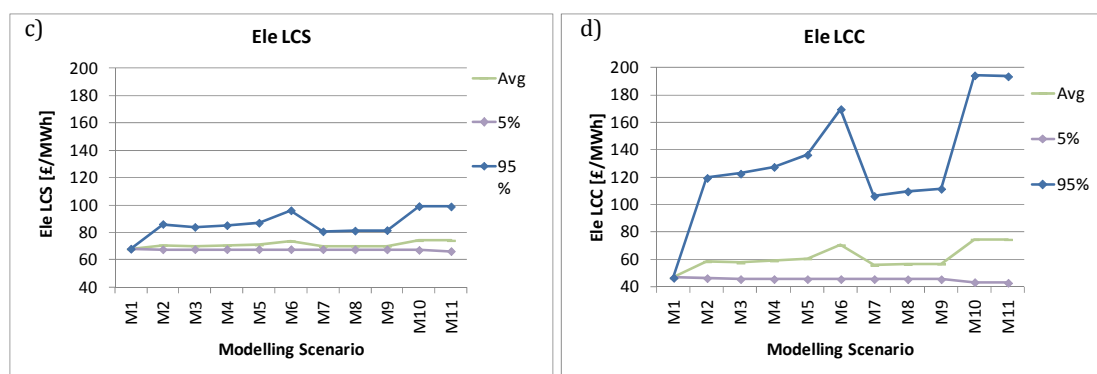 c)
Ele LCS
200
180
160
140
120
100
80
60
40
Ele LCS [£/MWh]
M1 M2 M3 M4 M5 M6 M7 M8 M9 M10 M11
Modelling Scenario
Avg
5%
95
%
d)
Ele LCC
200
180
160
140
120
100
80
60
40
Ele LCC [£/MWh]
M1 M2 M3 M4 M5 M6 M7 M8 M9 M10 M11
Modelling Scenario
Avg
5%
95%